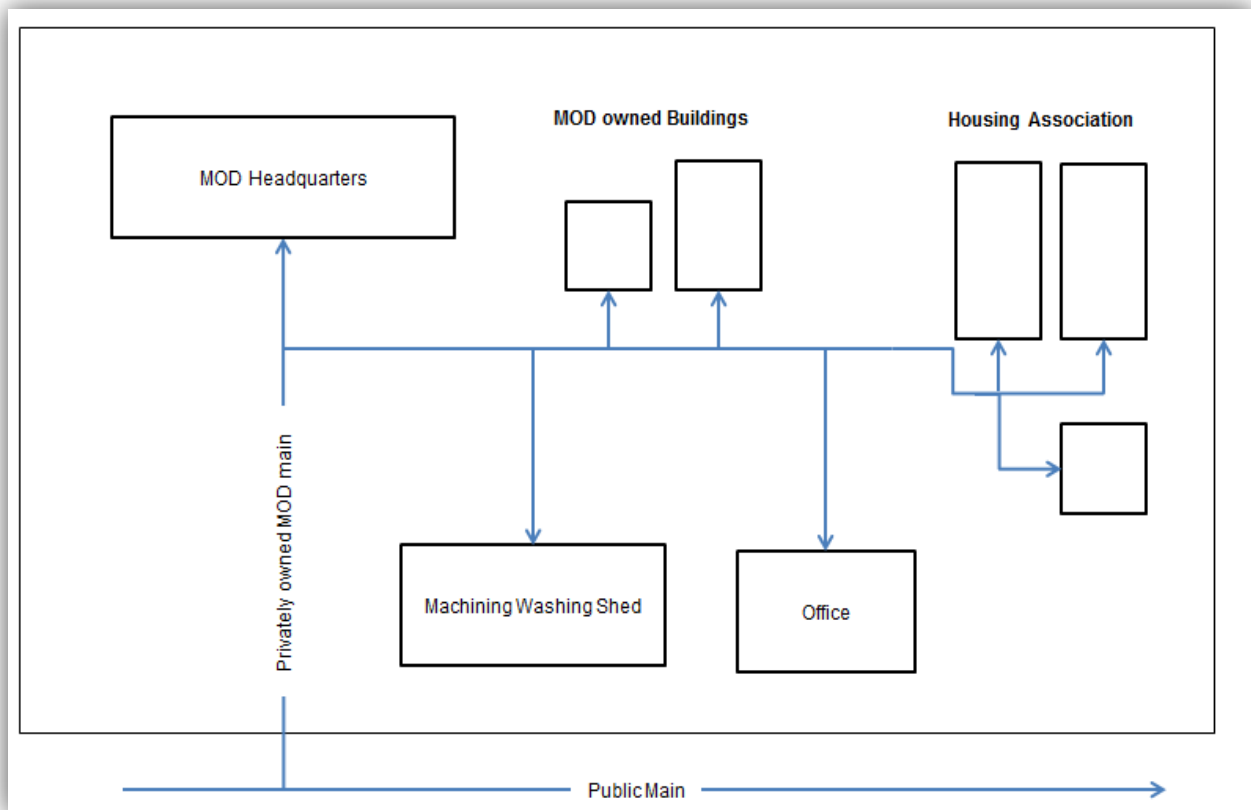 MOD owned Buildings
Housing Association
MOD Headquarters
Privately owned MOD main
Machining Washing Shed
Office
Public Main